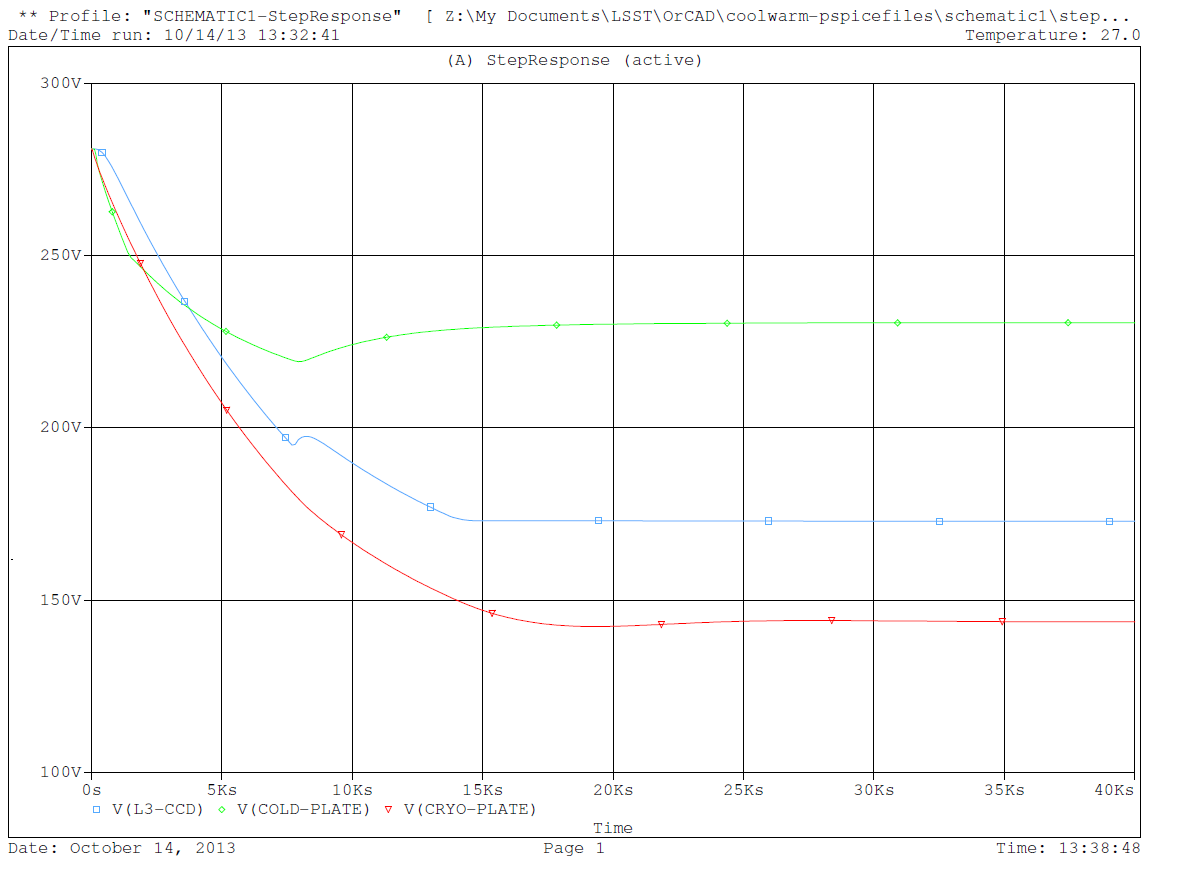 ** Profile: "SCHEMATIC1-StepResponse"  [ Z:\My Documents\LSST\OrCAD\coolwarm-pspicefiles\schematic1\step...
Date/Time run: 10/14/13 13:32:41 Temperature: 27.0
(A) StepResponse (active)
300V
250V
200V
150V
100V
0s 5Ks 10Ks 15Ks 20Ks 25Ks 30Ks 35Ks 40Ks
V(L3-CCD) V(COLD-PLATE) V(CRYO-PLATE)
Time
Date: October 14, 2013 Page 1 Time: 13:38:48